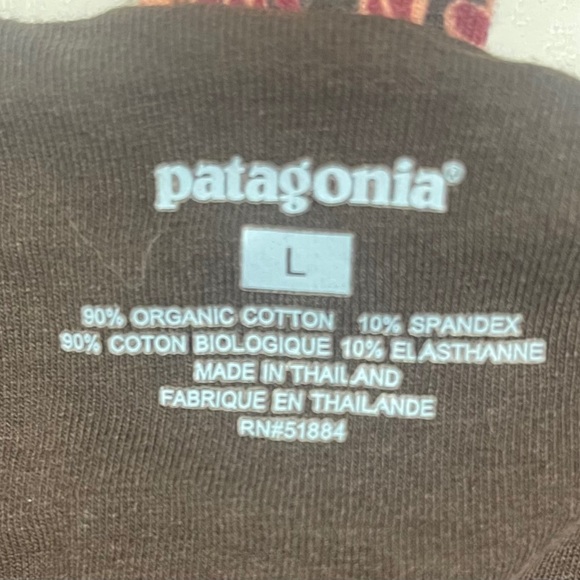 patagonia®
L
90% ORGANIC COTTON 10% SPANDEX
90% COTON BIOLOGIQUE 10% ELASTHANNE
MADE IN THAILAND
FABRIQUE EN THAILANDE
RN#51884